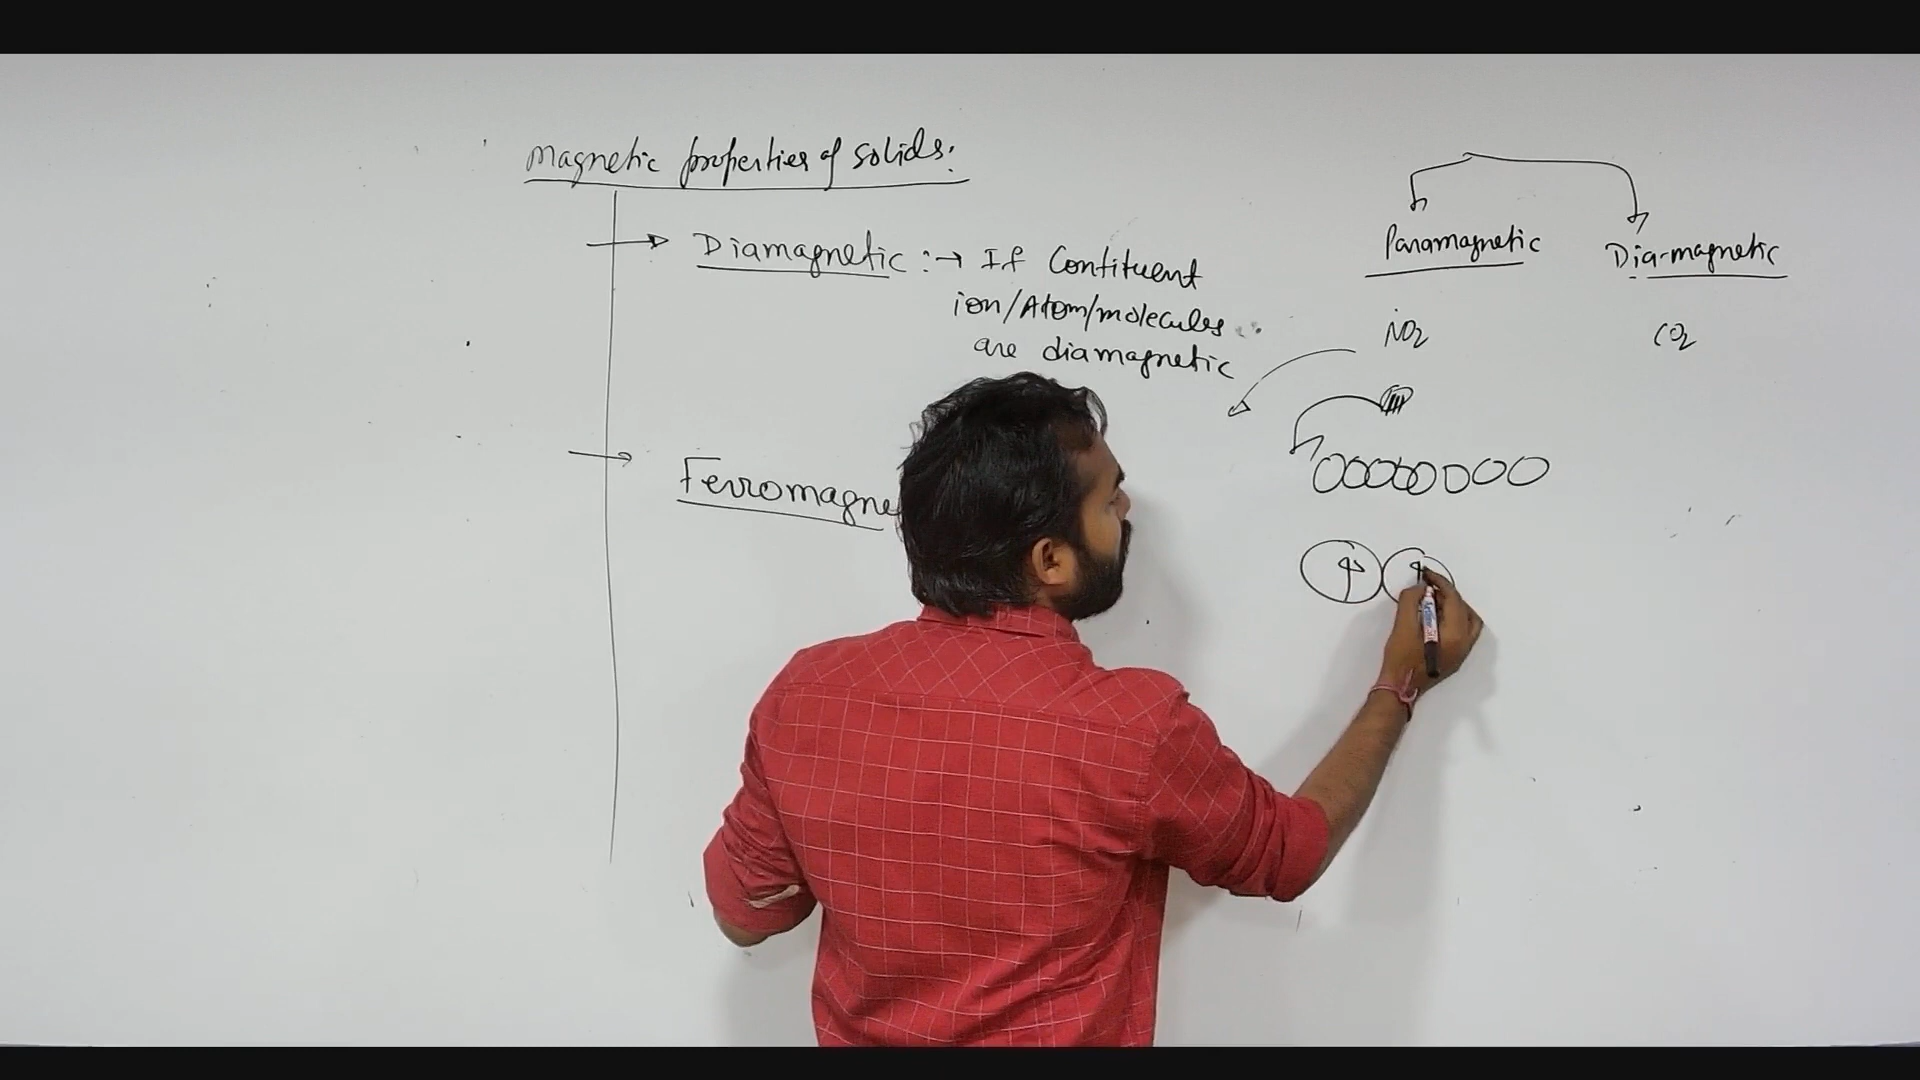 Magnetic properties of solids:
Diamagnetic :→ If Contituent
ion/Atom/molecules
are diamagnetic
Ferromagne
Paramagnetic
Dia-magnetic
NO2
CO2